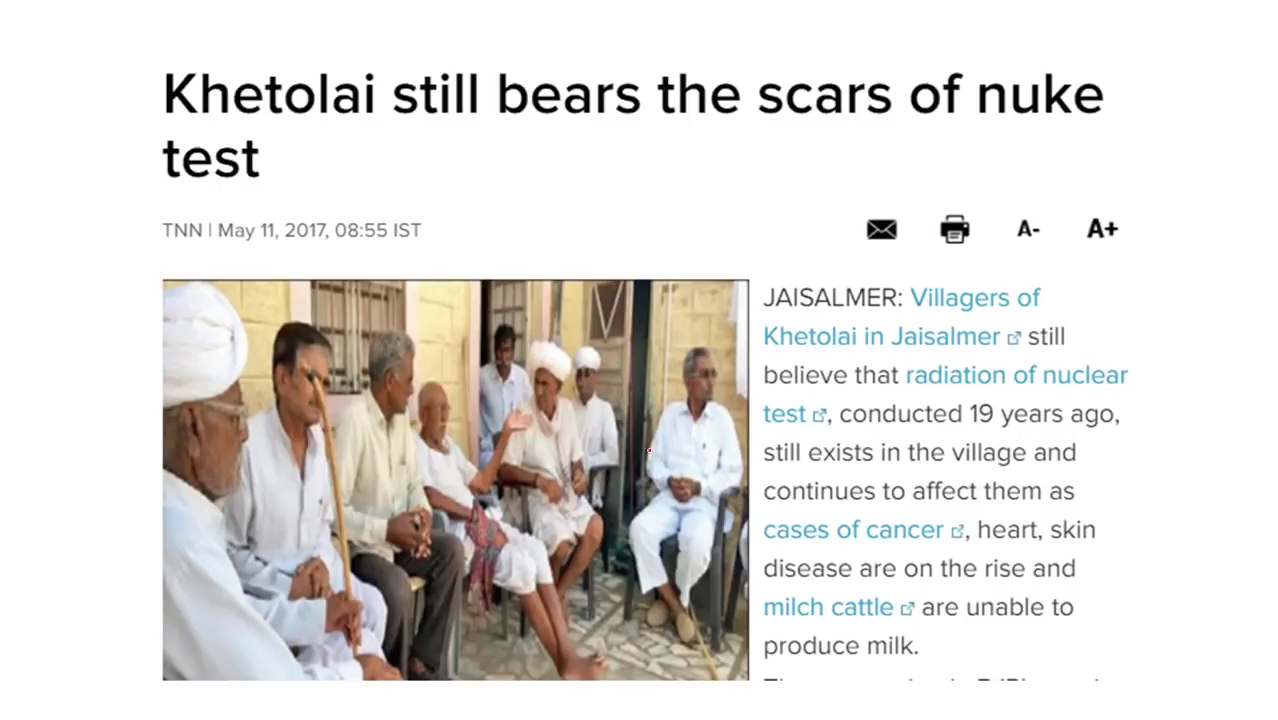 Khetolai still bears the scars of nuke
test
TNN | May 11, 2017, 08:55 IST
A- A+
JAISALMER: Villagers of
Khetolai in Jaisalmer still
believe that radiation of nuclear
test, conducted 19 years ago,
still exists in the village and
continues to affect them as
cases of cancer, heart, skin
disease are on the rise and
milch cattle are unable to
produce milk.